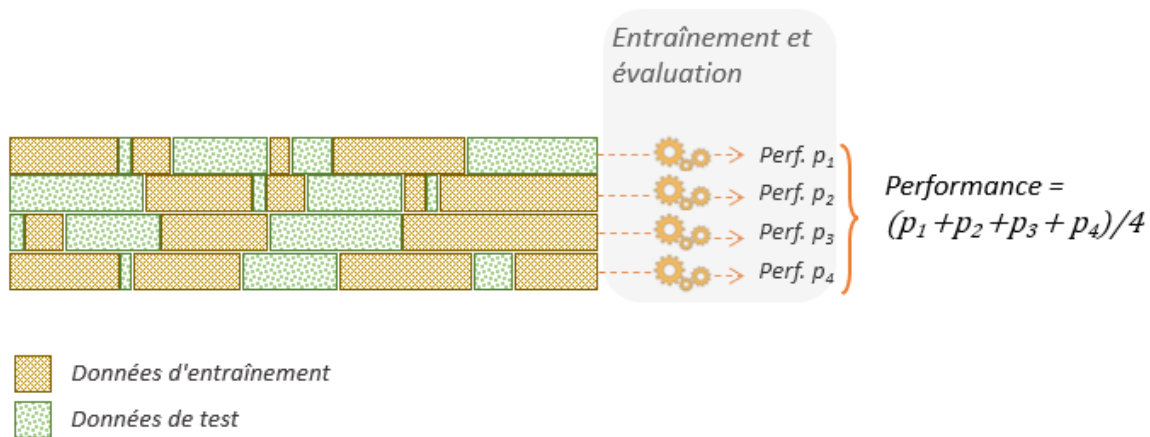 Entraînement et
évaluation
Perf. p₁
Perf. p₂
Perf. p₃
Perf. p₄
Performance =
(p₁ +p₂ +p₃ + p₄)/4
Données d'entraînement
Données de test